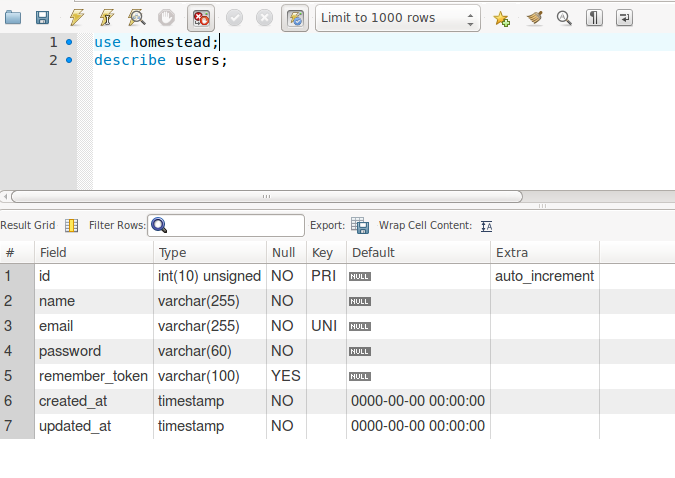 Limit to 1000 rows
1 use homestead;
2 describe users;
Result Grid Filter Rows: Export: Wrap Cell Content:
# Field Type Null Key Default Extra
1 id int(10) unsigned NO PRI NULL auto_increment
2 name varchar(255) NO NULL
3 email varchar(255) NO UNI NULL
4 password varchar(60) NO NULL
5 remember_token varchar(100) YES NULL
6 created_at timestamp NO 0000-00-00 00:00:00
7 updated_at timestamp NO 0000-00-00 00:00:00